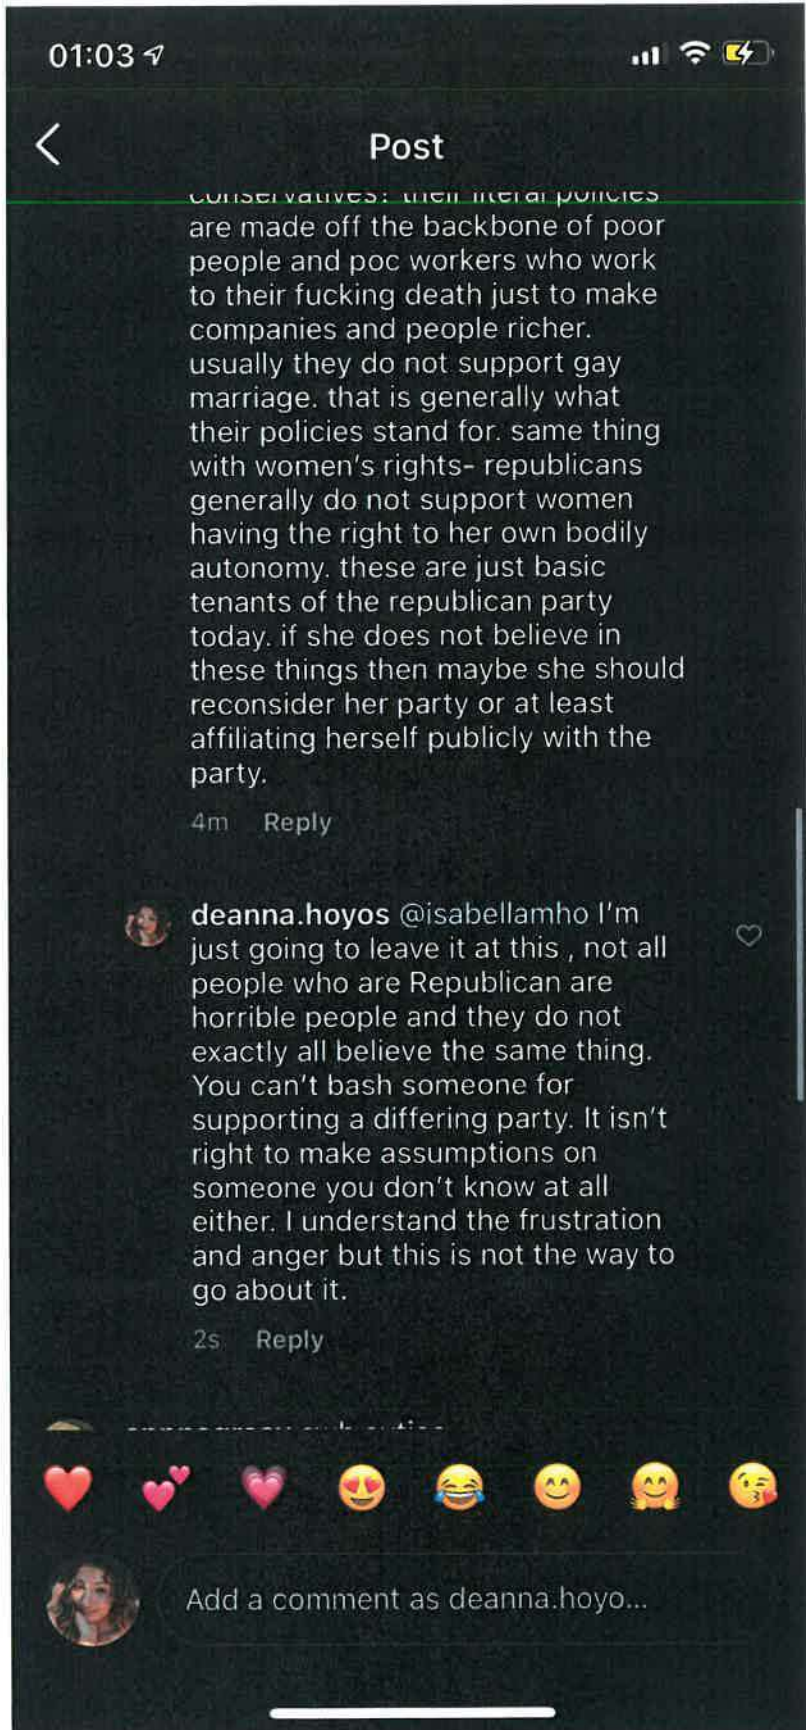 01:03
Post
conservatives? their literal policies
are made off the backbone of poor
people and poc workers who work
to their fucking death just to make
companies and people richer.
usually they do not support gay
marriage. that is generally what
their policies stand for. same thing
with women's rights- republicans
generally do not support women
having the right to her own bodily
autonomy. these are just basic
tenants of the republican party
today. if she does not believe in
these things then maybe she should
reconsider her party or at least
affiliating herself publicly with the
party.
4m Reply
deanna.hoyos @isabellamho I'm
just going to leave it at this , not all
people who are Republican are
horrible people and they do not
exactly all believe the same thing.
You can't bash someone for
supporting a differing party. It isn't
right to make assumptions on
someone you don't know at all
either. I understand the frustration
and anger but this is not the way to
go about it.
2s Reply
Add a comment as deanna.hoyo...